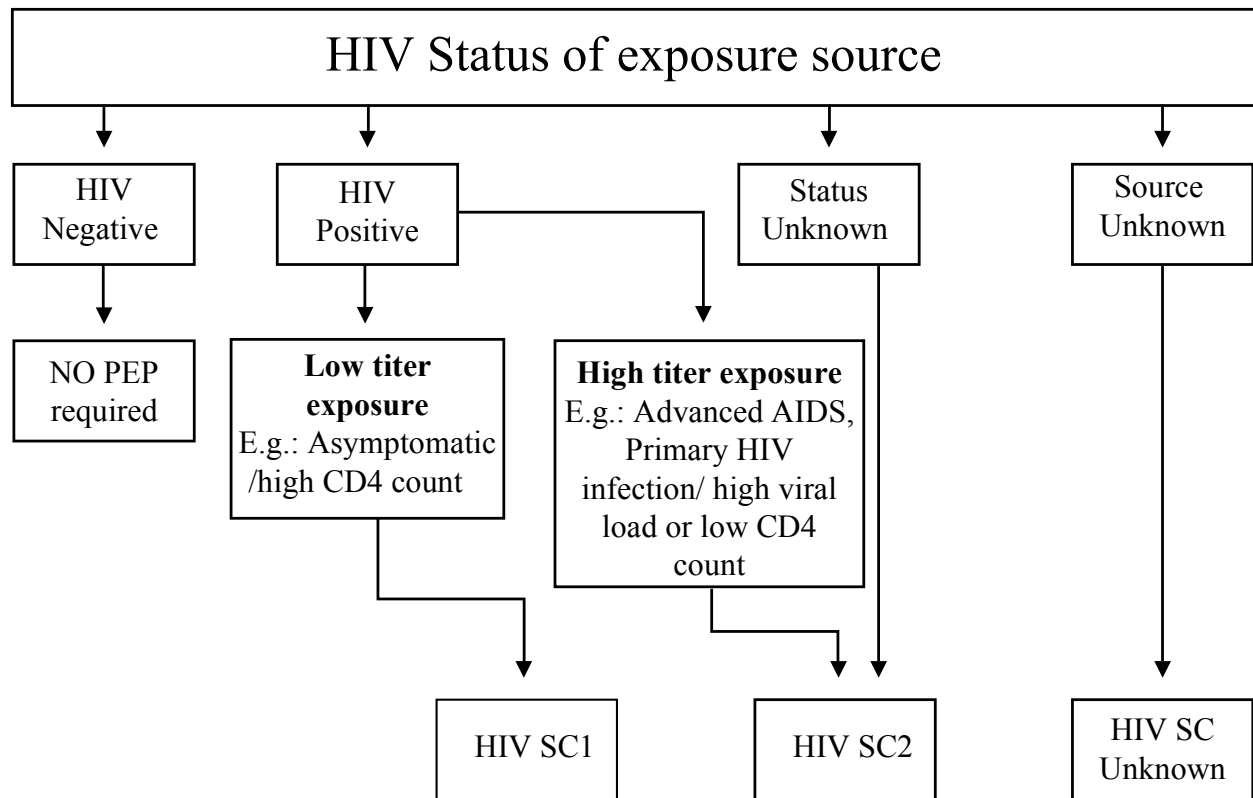 HIV Status of exposure source
HIV
Negative
HIV
Positive
Status
Unknown
Source
Unknown
NO PEP
required
Low titer
exposure
E.g.: Asymptomatic
/high CD4 count
High titer exposure
E.g.: Advanced AIDS,
Primary HIV
infection/ high viral
load or low CD4
count
HIV SC1
HIV SC2
HIV SC
Unknown